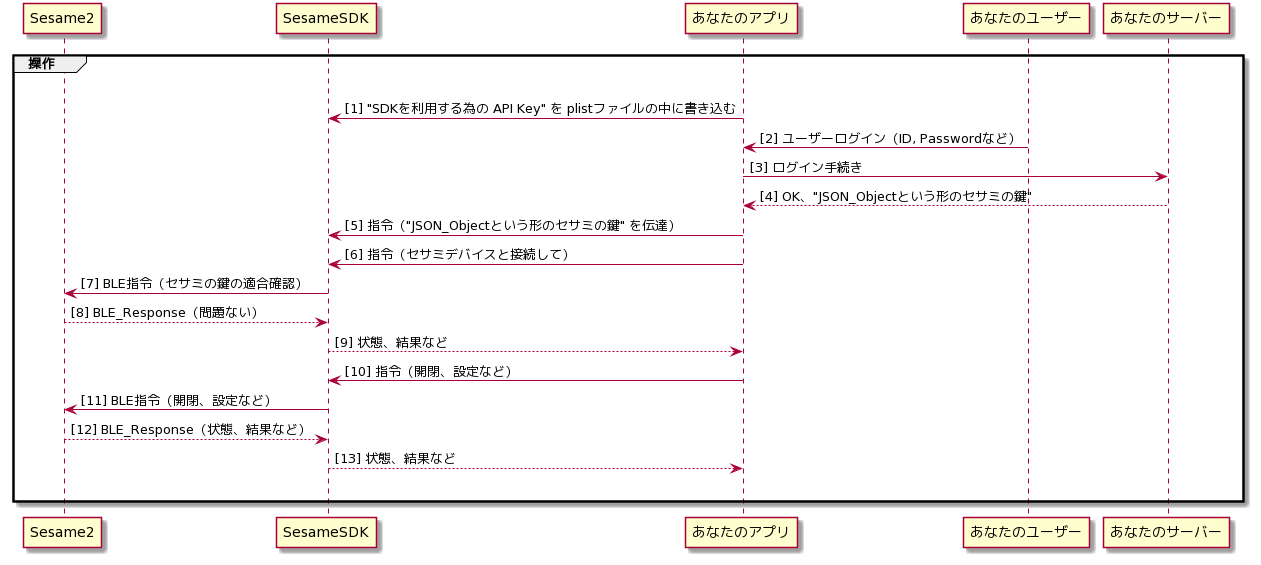 Sesame2 SesameSDK あなたのアプリ あなたのユーザー あなたのサーバー
操作
[1] "SDKを利用する為の API Key" を plistファイルの中に書き込む
[2] ユーザーログイン（ID, Passwordなど）
[3] ログイン手続き
[4] OK、"JSON_Objectという形のセサミの鍵"
[5] 指令（"JSON_Objectという形のセサミの鍵" を伝達）
[6] 指令（セサミデバイスと接続して）
[7] BLE指令（セサミの鍵の適合確認）
[8] BLE_Response（問題ない）
[9] 状態、結果など
[10] 指令（開閉、設定など）
[11] BLE指令（開閉、設定など）
[12] BLE_Response（状態、結果など）
[13] 状態、結果など
Sesame2 SesameSDK あなたのアプリ あなたのユーザー あなたのサーバー